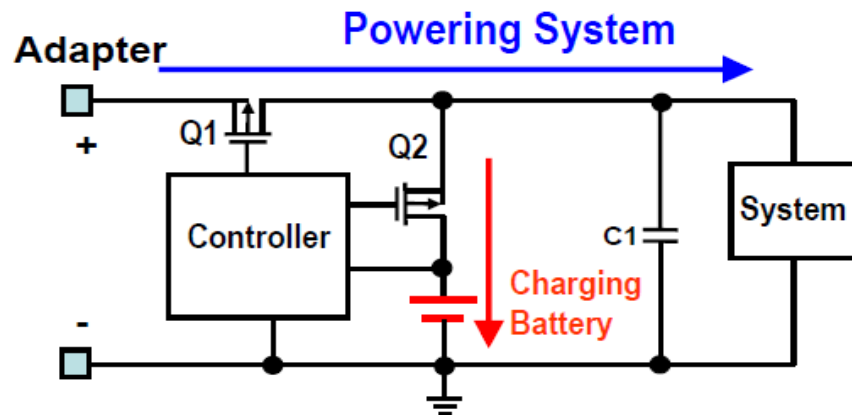 Powering System
Adapter
+
Q1
Q2
Controller
System
C1
Charging
Battery
-